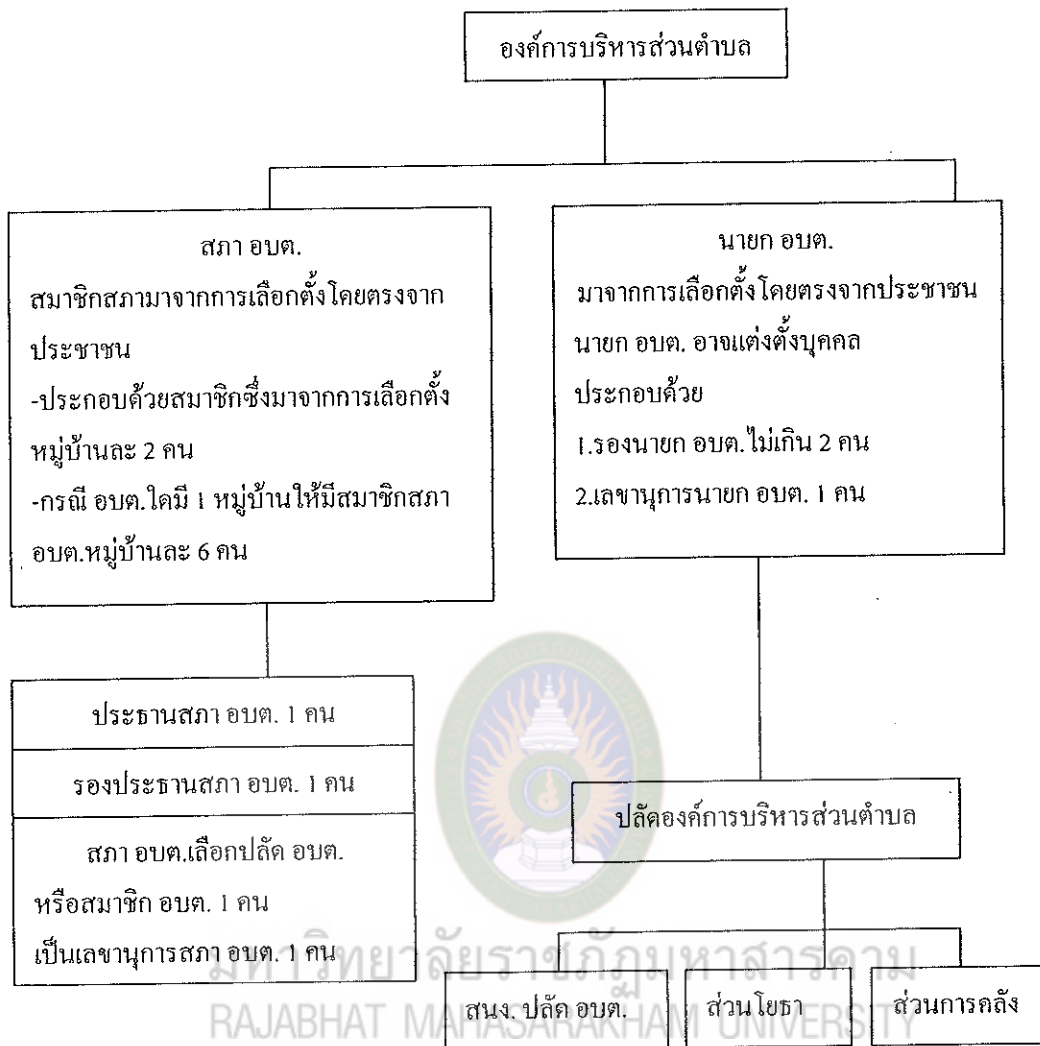 องค์การบริหารส่วนตำบล
สภา อบต.
สมาชิกสภามาจากการเลือกตั้งโดยตรงจาก
ประชาชน
-ประกอบด้วยสมาชิกซึ่งมาจากการเลือกตั้ง
หมู่บ้านละ 2 คน
-กรณี อบต.ใดมี 1 หมู่บ้านให้มีสมาชิกสภา
อบต.หมู่บ้านละ 6 คน
นายก อบต.
มาจากการเลือกตั้งโดยตรงจากประชาชน
นายก อบต. อาจแต่งตั้งบุคคล
ประกอบด้วย
1.รองนายก อบต.ไม่เกิน 2 คน
2.เลขานุการนายก อบต. 1 คน
ประธานสภา อบต. 1 คน
รองประธานสภา อบต. 1 คน
สภา อบต.เลือกปลัด อบต.
หรือสมาชิก อบต. 1 คน
เป็นเลขานุการสภา อบต. 1 คน
ปลัดองค์การบริหารส่วนตำบล
สนง. ปลัด อบต.
ส่วนโยธา
ส่วนการคลัง
มหาวิทยาลัยราชภัฏมหาสารคาม
RAJABHAT MAHASARAKHAM UNIVERSITY